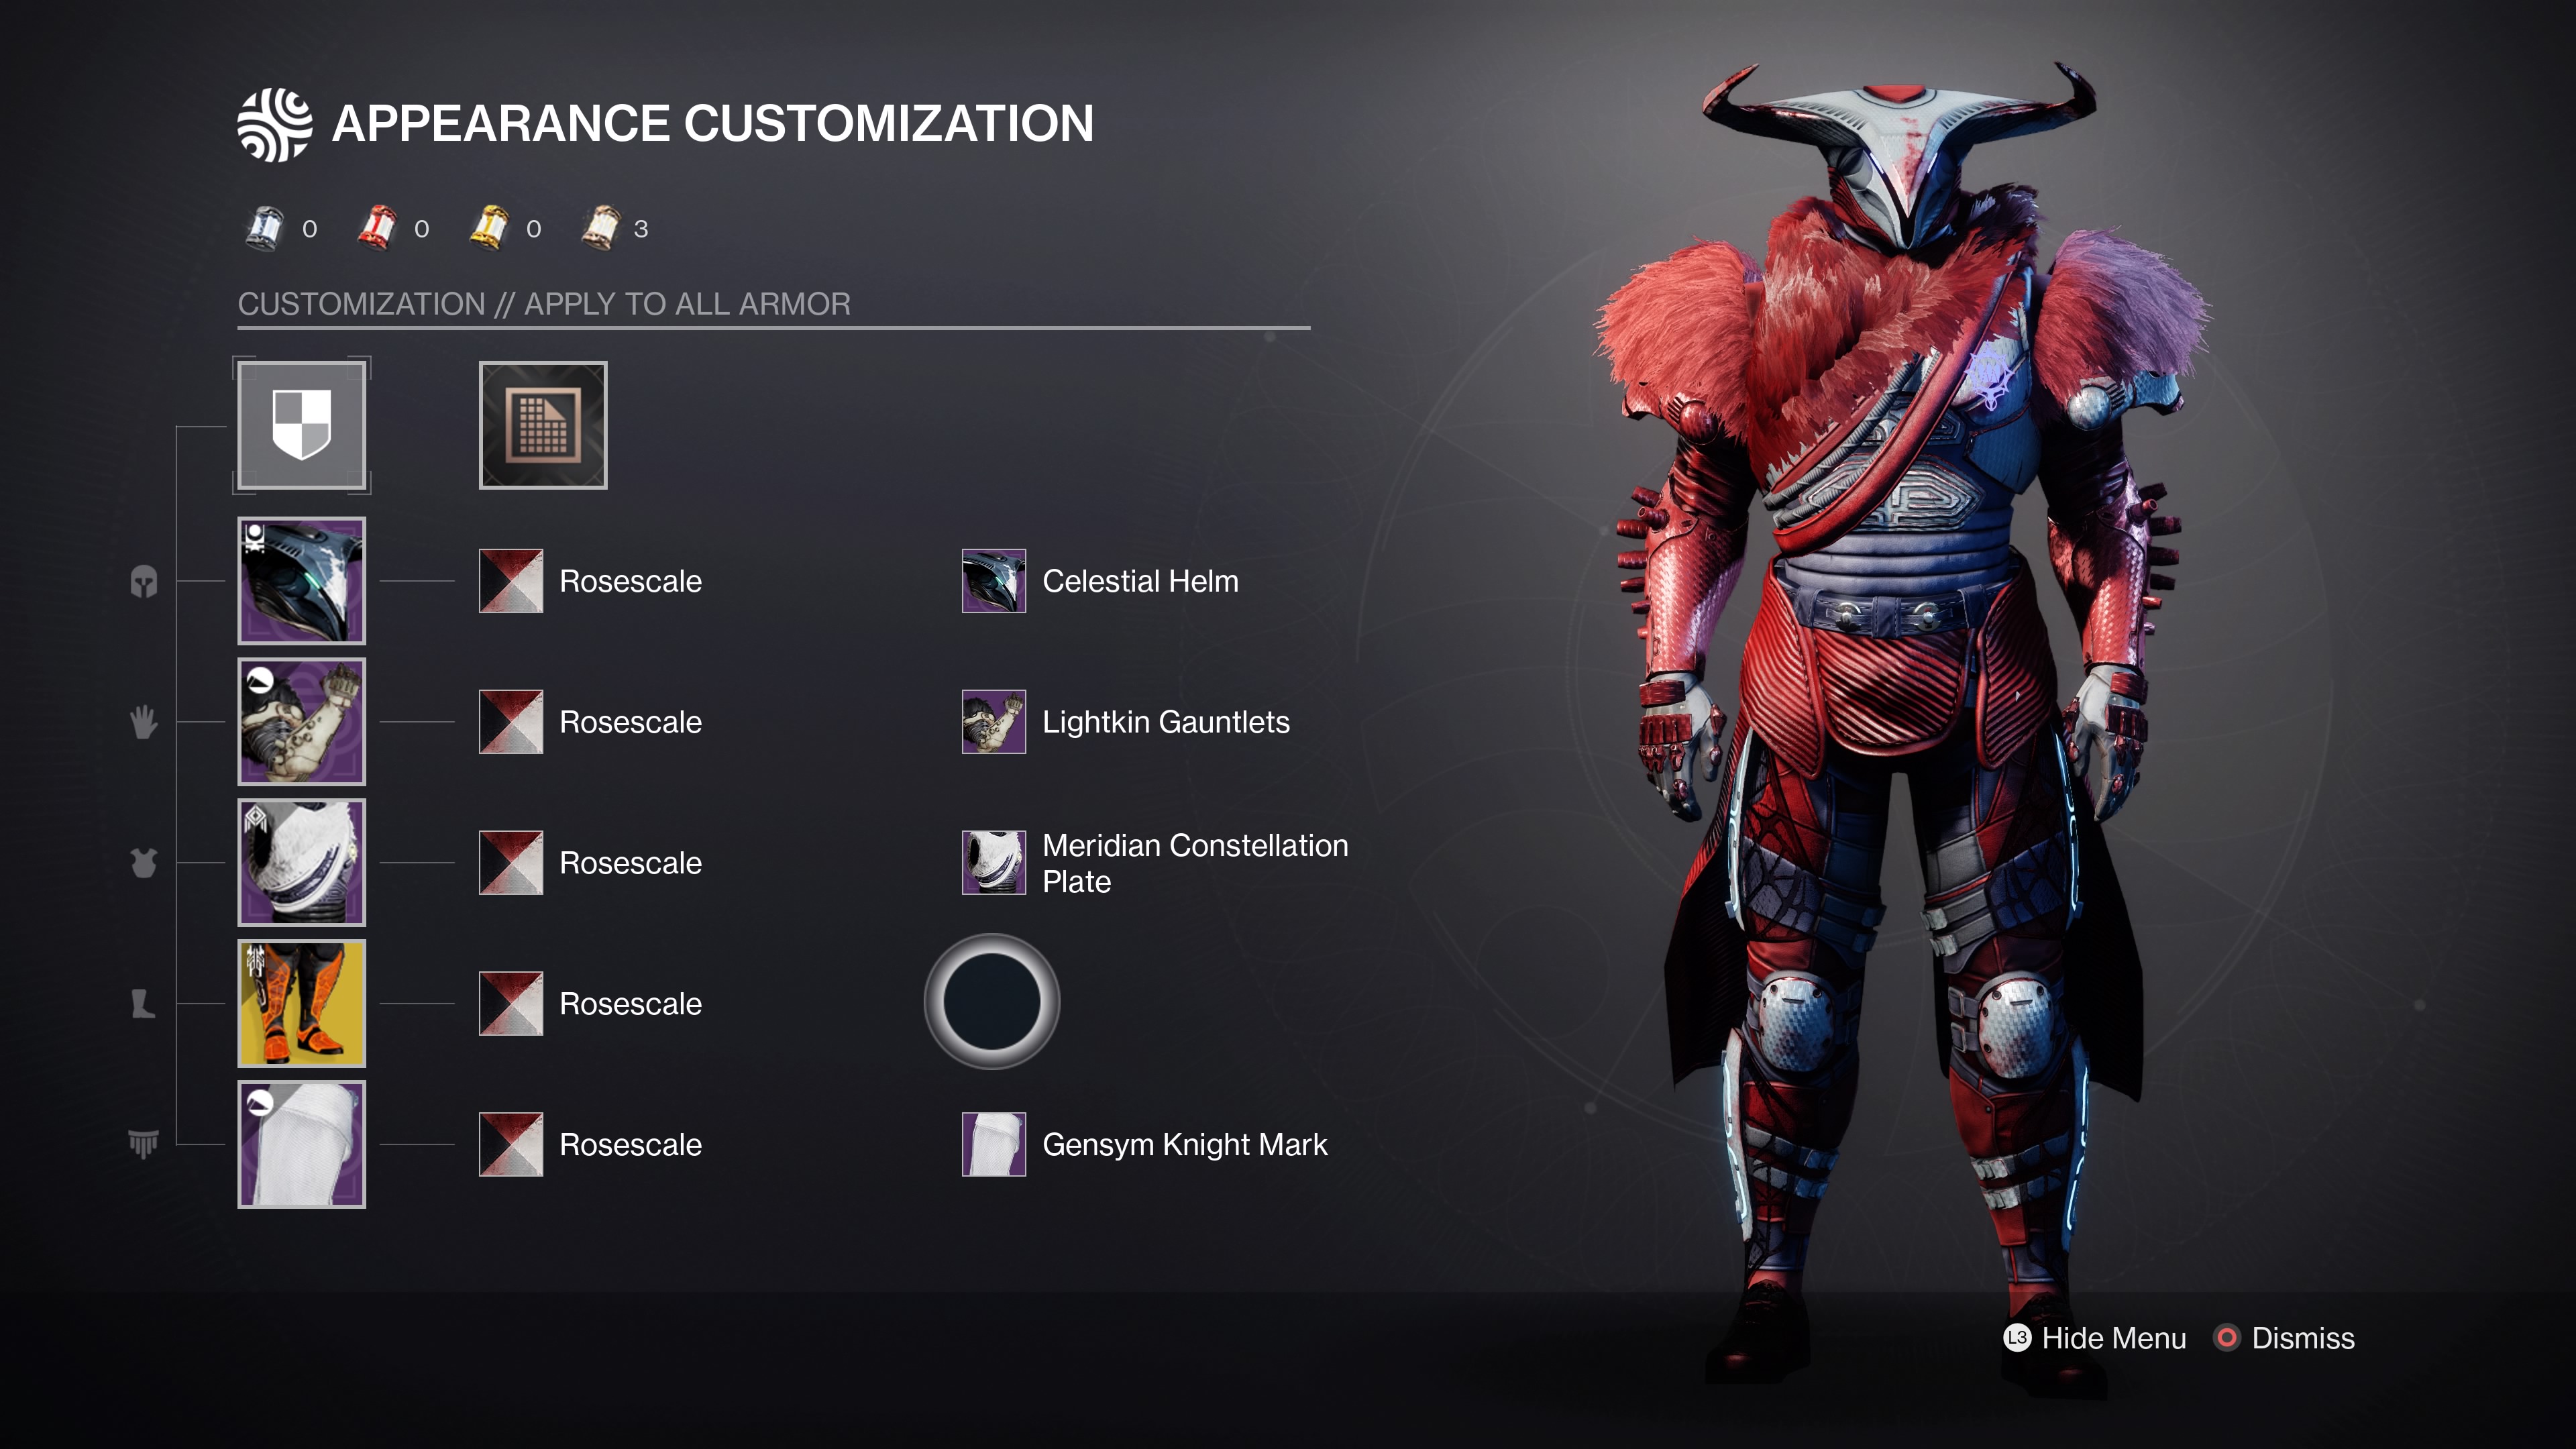 APPEARANCE CUSTOMIZATION
0 0 0 3
CUSTOMIZATION // APPLY TO ALL ARMOR
Rosescale Celestial Helm
Rosescale Lightkin Gauntlets
Rosescale Meridian Constellation
Plate
Rosescale
Rosescale Gensym Knight Mark
L3 Hide Menu Dismiss